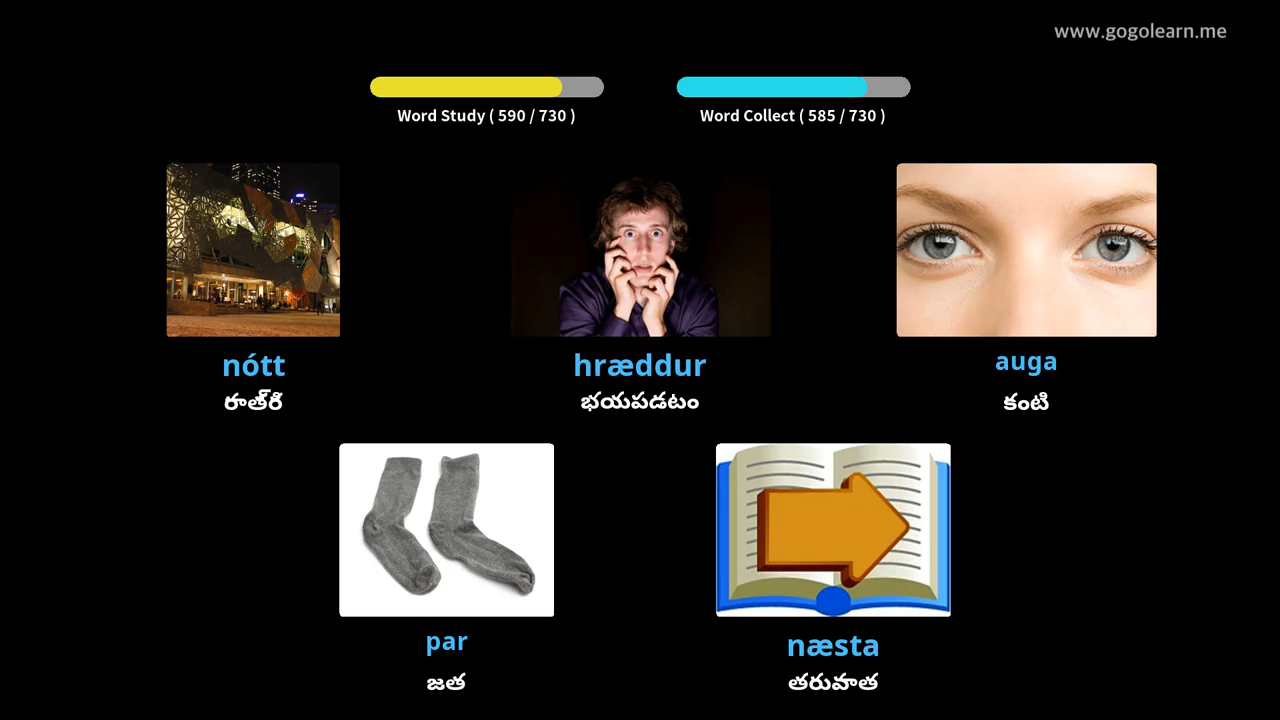 www.gogolearn.me
Word Study ( 590 / 730 )
Word Collect ( 585 / 730 )
nótt
రాత్రి
hræddur
భయపడటం
auga
కంటి
par
జత
næsta
తరువాత